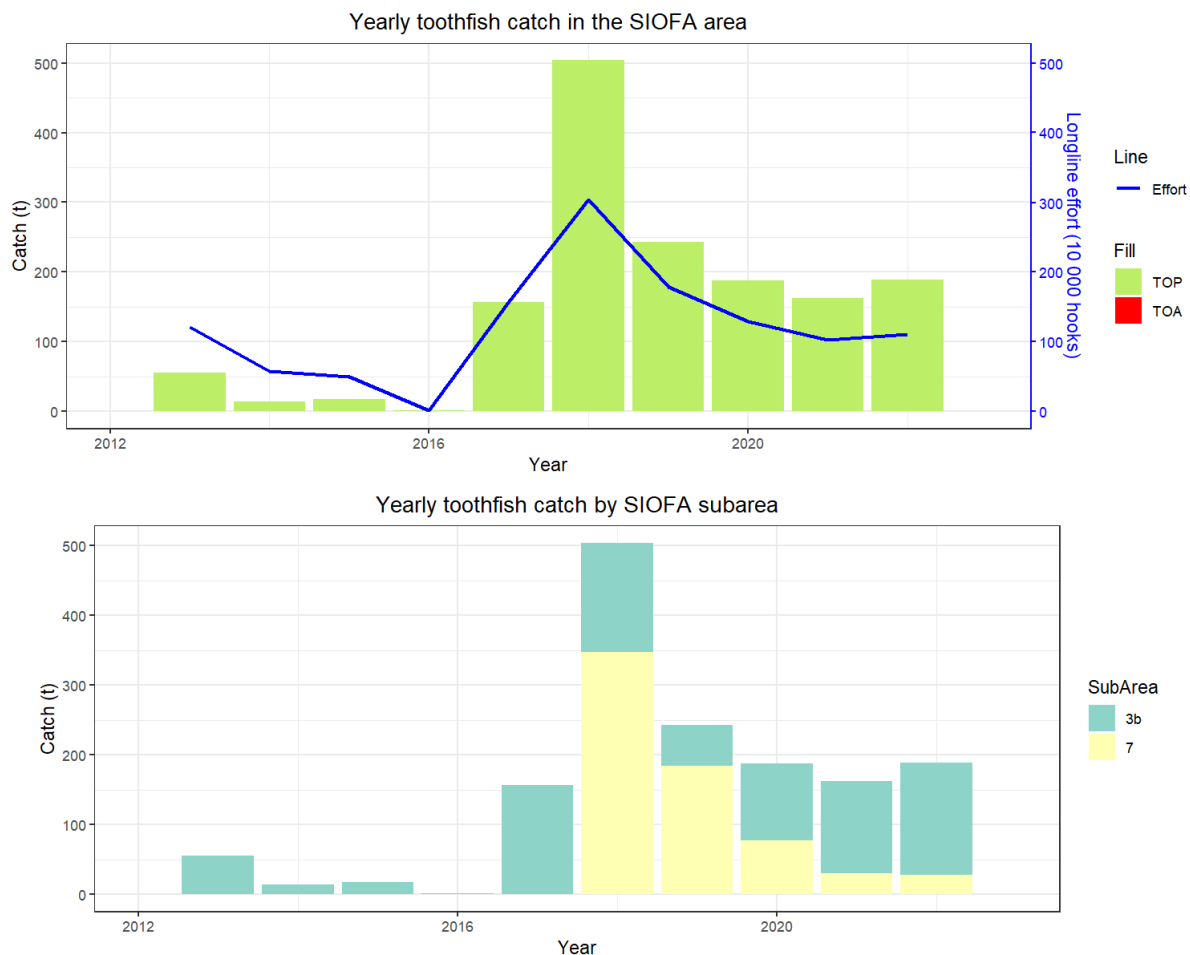 Yearly toothfish catch in the SIOFA area
Catch (t)
500
400
300
200
100
0
500
400
300
200
100
0
Longline effort (10 000 hooks)
2012
2016
2020
Year
Line
Effort
Fill
TOP
TOA
Yearly toothfish catch by SIOFA subarea
Catch (t)
500
400
300
200
100
0
2012
2016
2020
Year
SubArea
3b
7